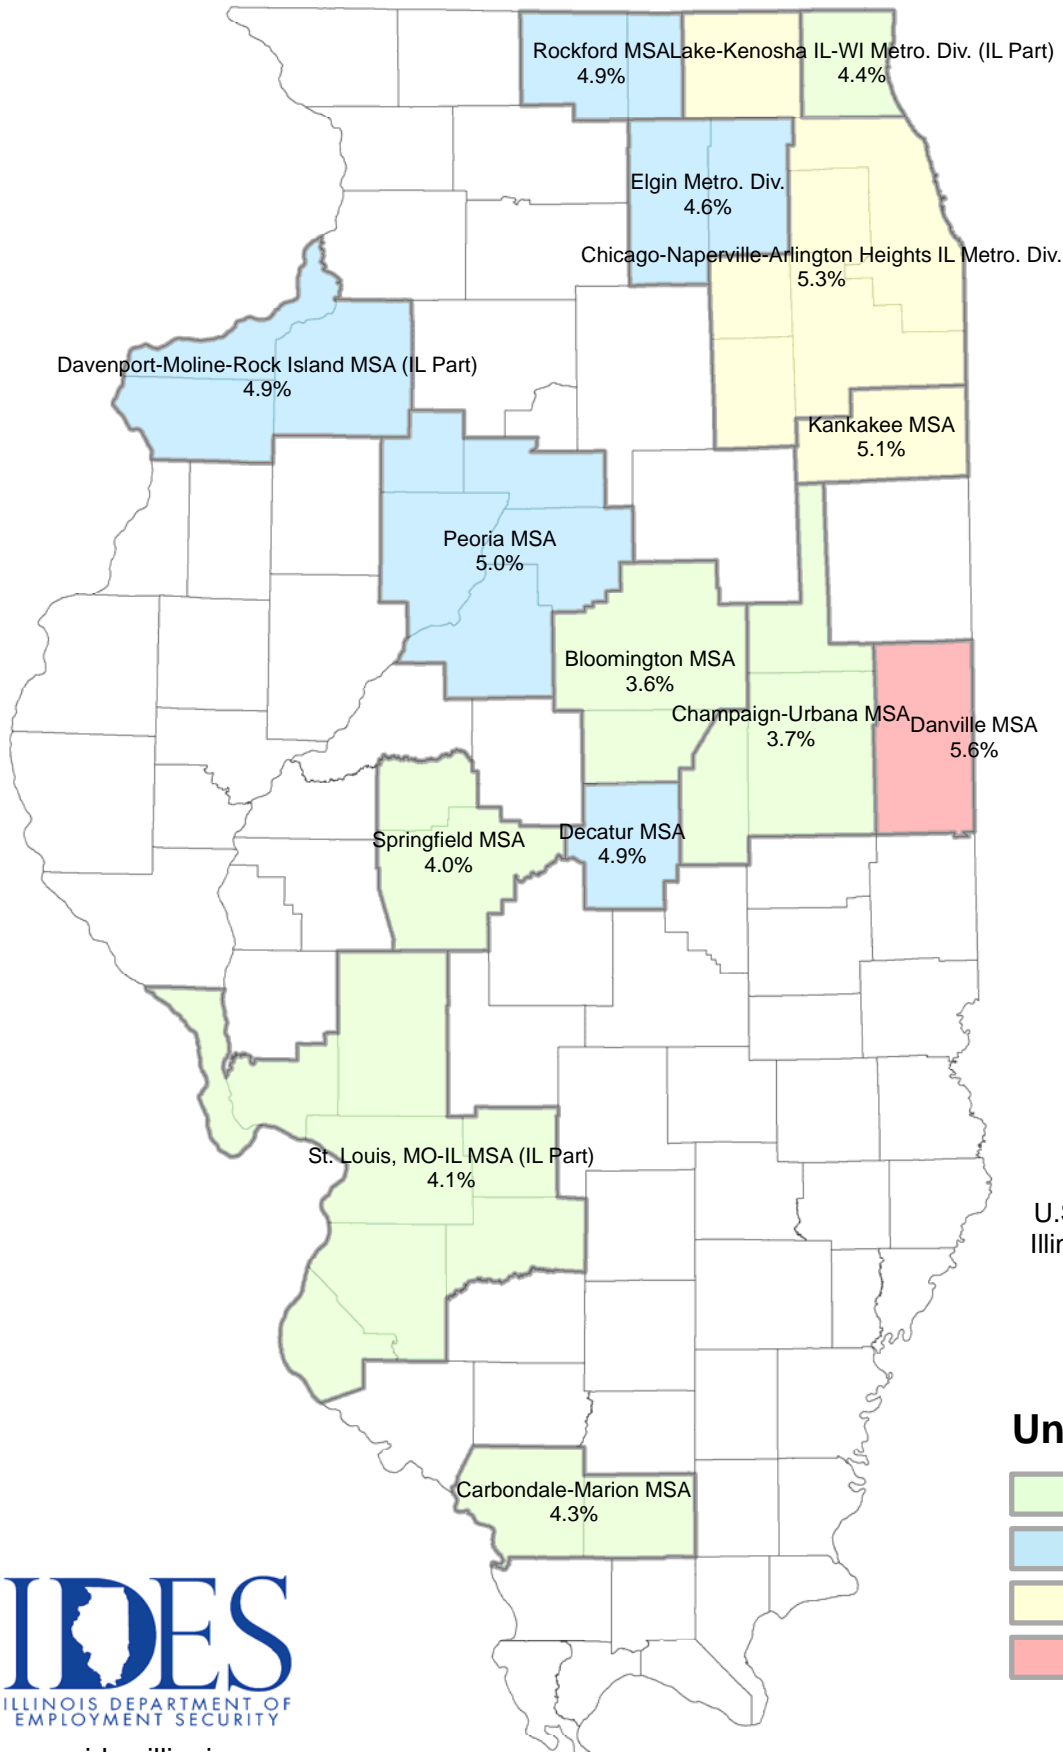 Rockford MSA
4.9%
Lake-Kenosha IL-WI Metro. Div. (IL Part)
4.4%
Elgin Metro. Div.
4.6%
Chicago-Naperville-Arlington Heights IL Metro. Div.
5.3%
Davenport-Moline-Rock Island MSA (IL Part)
4.9%
Kankakee MSA
5.1%
Peoria MSA
5.0%
Bloomington MSA
3.6%
Champaign-Urbana MSA
3.7%
Danville MSA
5.6%
Springfield MSA
4.0%
Decatur MSA
4.9%
St. Louis, MO-IL MSA (IL Part)
4.1%
Carbondale-Marion MSA
4.3%
IDES
ILLINOIS DEPARTMENT OF
EMPLOYMENT SECURITY